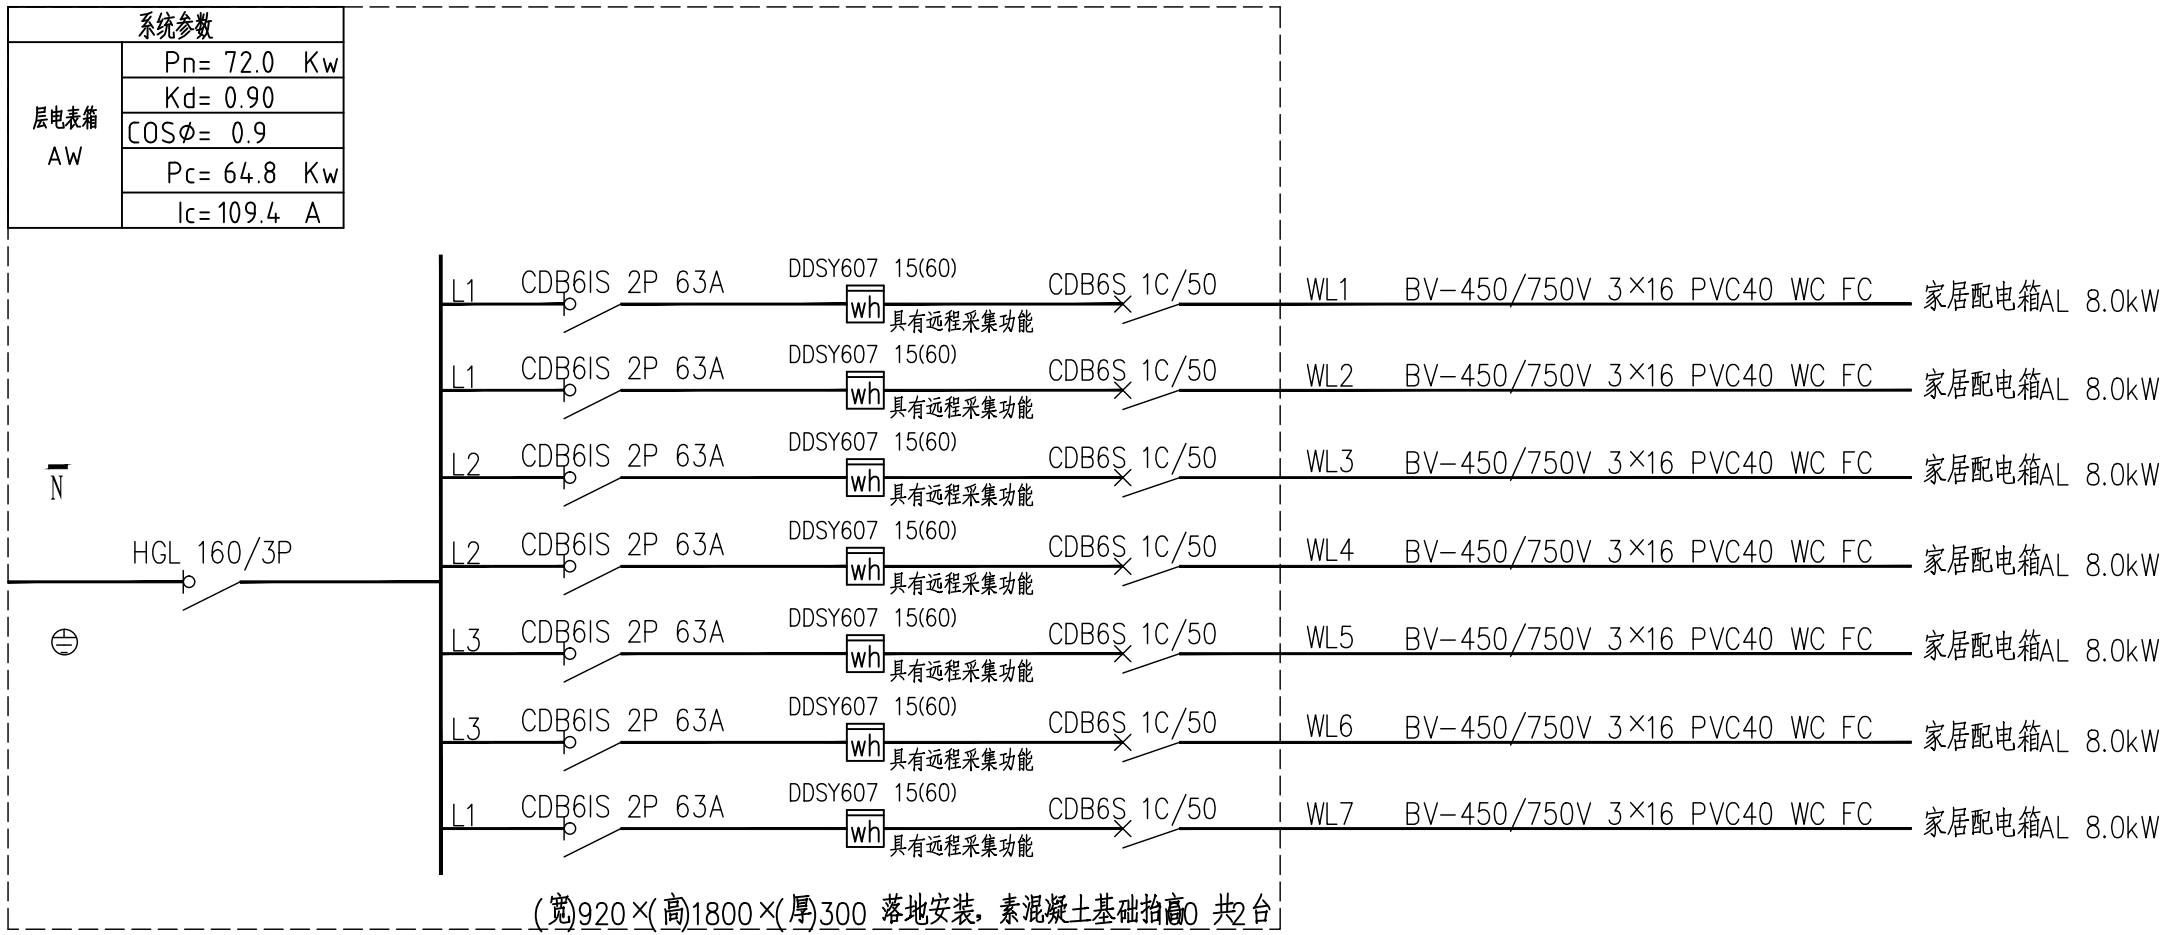 系统参数
层电表箱
AW
Pn= 72.0 Kw
Kd= 0.90
COSφ= 0.9
Pc= 64.8 Kw
Ic=109.4 A
N
HGL 160/3P
L1 CDB6IS 2P 63A DDSY607 15(60) wh 具有远程采集功能 CDB6S 1C/50 WL1 BV-450/750V 3×16 PVC40 WC FC 家居配电箱AL 8.0kW
L1 CDB6IS 2P 63A DDSY607 15(60) wh 具有远程采集功能 CDB6S 1C/50 WL2 BV-450/750V 3×16 PVC40 WC FC 家居配电箱AL 8.0kW
L2 CDB6IS 2P 63A DDSY607 15(60) wh 具有远程采集功能 CDB6S 1C/50 WL3 BV-450/750V 3×16 PVC40 WC FC 家居配电箱AL 8.0kW
L2 CDB6IS 2P 63A DDSY607 15(60) wh 具有远程采集功能 CDB6S 1C/50 WL4 BV-450/750V 3×16 PVC40 WC FC 家居配电箱AL 8.0kW
L3 CDB6IS 2P 63A DDSY607 15(60) wh 具有远程采集功能 CDB6S 1C/50 WL5 BV-450/750V 3×16 PVC40 WC FC 家居配电箱AL 8.0kW
L3 CDB6IS 2P 63A DDSY607 15(60) wh 具有远程采集功能 CDB6S 1C/50 WL6 BV-450/750V 3×16 PVC40 WC FC 家居配电箱AL 8.0kW
L1 CDB6IS 2P 63A DDSY607 15(60) wh 具有远程采集功能 CDB6S 1C/50 WL7 BV-450/750V 3×16 PVC40 WC FC 家居配电箱AL 8.0kW
(宽)920×(高)1800×(厚)300 落地安装，素混凝土基础抬高 共2台